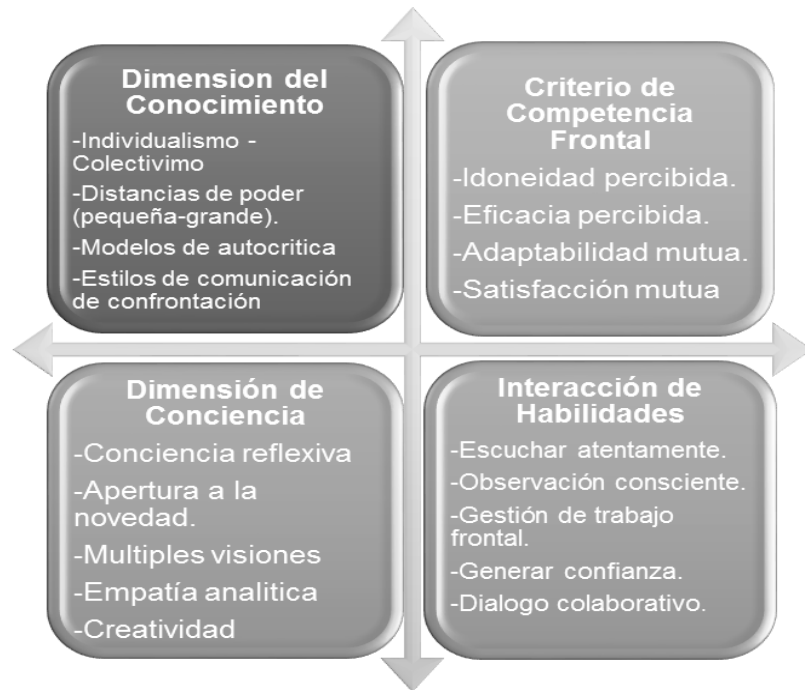 Dimension del
Conocimiento
-Individualismo -
Colectivimo
-Distancias de poder
(pequeña-grande).
-Modelos de autocritica
-Estilos de comunicación
de confrontación
Criterio de
Competencia
Frontal
-Idoneidad percibida.
-Eficacia percibida.
-Adaptabilidad mutua.
-Satisfacción mutua
Dimensión de
Conciencia
-Conciencia reflexiva
-Apertura a la
novedad.
-Multiples visiones
-Empatía analitica
-Creatividad
Interacción de
Habilidades
-Escuchar atentamente.
-Observación consciente.
-Gestión de trabajo
frontal.
-Generar confianza.
-Dialogo colaborativo.